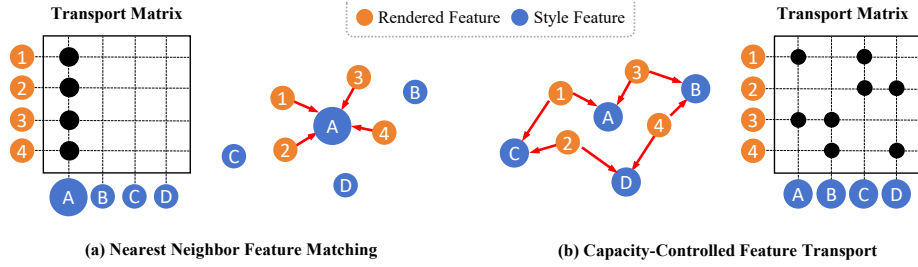 Rendered Feature Style Feature
Transport Matrix
1
2
3
4
A B C D
1
3
B
A
2
4
C
D
(a) Nearest Neighbor Feature Matching
1
3
B
A
4
2
C
D
Transport Matrix
1
2
3
4
A B C D
(b) Capacity-Controlled Feature Transport